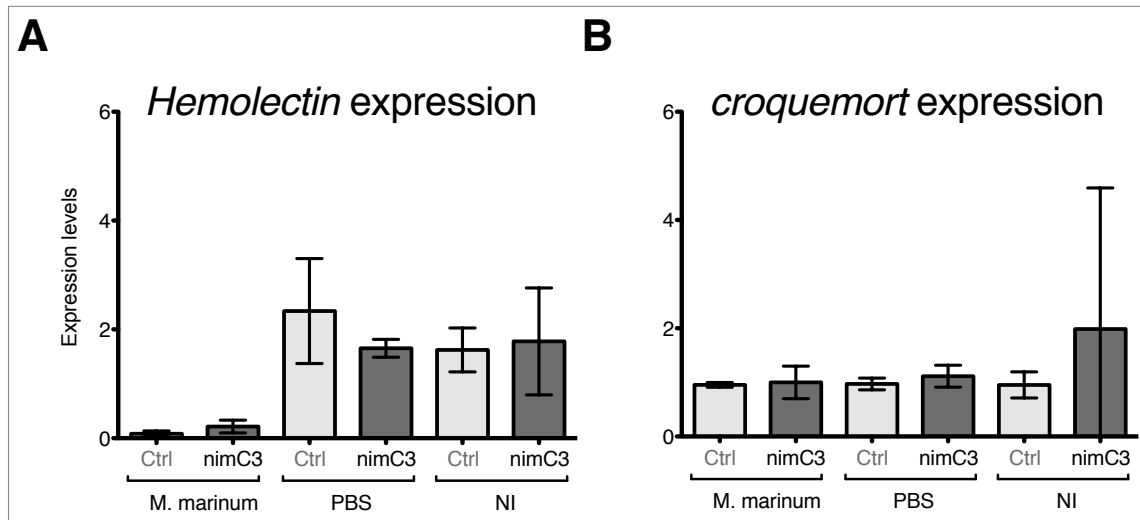 A
Hemolectin expression
Expression levels
6
4
2
0
Ctrl nimC3 Ctrl nimC3 Ctrl nimC3
M. marinum PBS NI
B
croquemort expression
6
4
2
0
Ctrl nimC3 Ctrl nimC3 Ctrl nimC3
M. marinum PBS NI